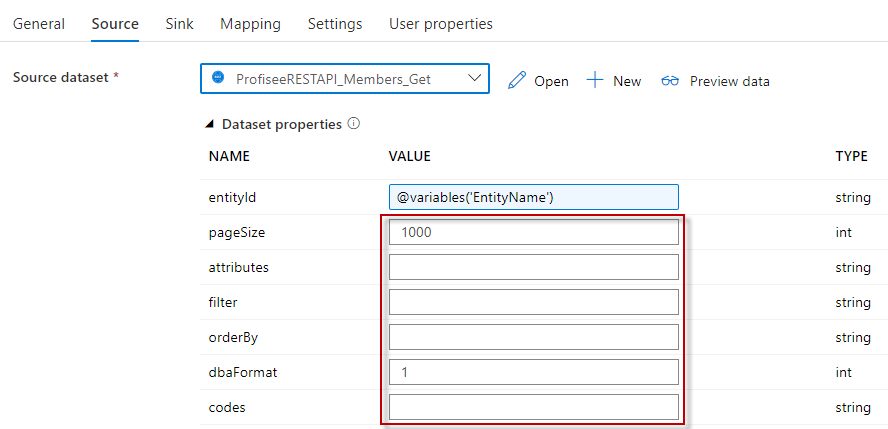 General Source Sink Mapping Settings User properties
Source dataset * ProfiseeRESTAPI_Members_Get Open New Preview data
Dataset properties
NAME VALUE TYPE
entityId @variables('EntityName') string
pageSize 1000 int
attributes string
filter string
orderBy string
dbaFormat 1 int
codes string